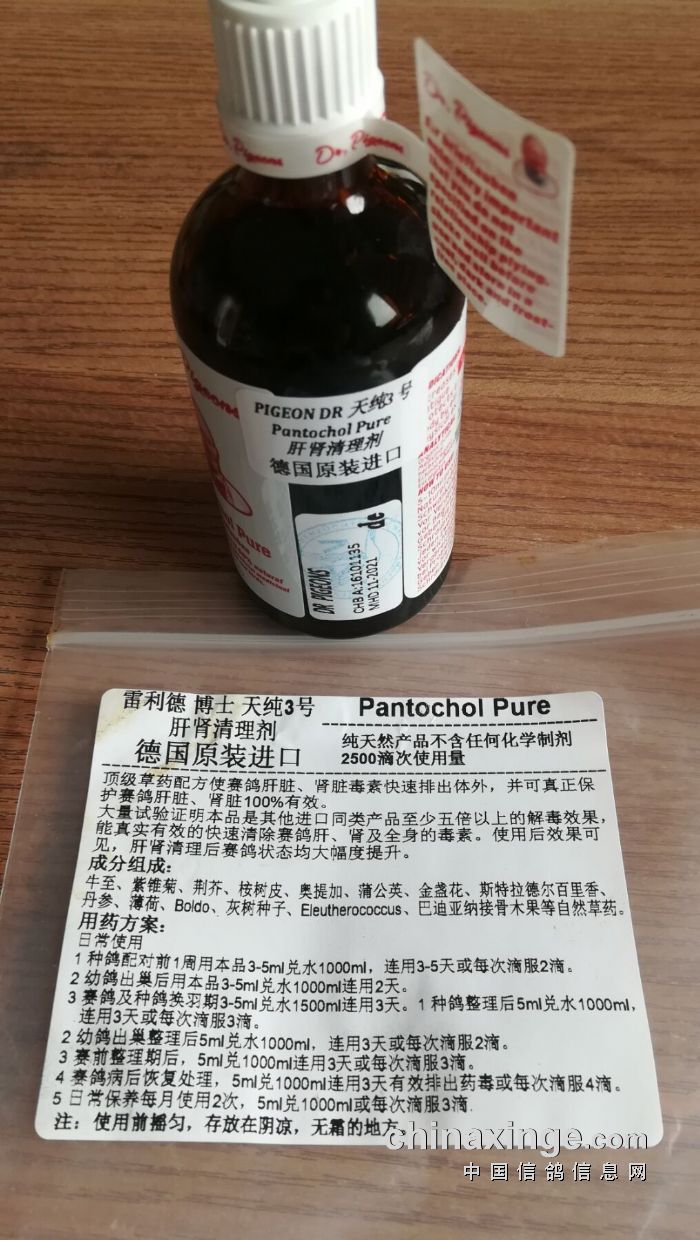 Dr. Pigeons
Dr. Pigeons
very important
you do not
PIGEON DR 天纯3号
Pantochol Pure
肝肾清理剂
德国原装进口
Pure
natural
DR PIGEONS
de
CHB A:16101135
MHD 11-2021
HOW TO
雷利德 博士 天纯3号
肝肾清理剂
德国原装进口
Pantochol Pure
纯天然产品不含任何化学制剂
2500滴次使用量
顶级草药配方使赛鸽肝脏、肾脏毒素快速排出体外，并可真正保
护赛鸽肝脏、肾脏100%有效。
大量试验证明本品是其他进口同类产品至少五倍以上的解毒效果，
能真实有效的快速清除赛鸽肝、肾及全身的毒素。使用后效果可
见，肝肾清理后赛鸽状态均大幅度提升。
成分组成：
牛至、紫锥菊、荆芥、桉树皮、奥提加、蒲公英、金盏花、斯特拉德尔百里香、
丹参、薄荷、Boldo、灰树种子、Eleutherococcus、巴迪亚纳接骨木果等自然草药。
用药方案：
日常使用
1 种鸽配对前1周用本品3-5ml兑水1000ml，连用3-5天或每次滴服2滴。
2 幼鸽出巢后用本品3-5ml兑水1000ml连用2天。
3 赛鸽及种鸽换羽期3-5ml兑水1500ml连用3天。1 种鸽整理后5ml兑水1000ml，
连用3天或每次滴服3滴。
2 幼鸽出巢整理后5ml兑水1000ml，连用3天或每次滴服2滴。
3 赛前整理期后，5ml兑1000ml连用3天或每次滴服3滴。
4 赛鸽病后恢复处理，5ml兑1000ml连用3天有效排出药毒或每次滴服4滴。
5 日常保养每月使用2次，5ml兑1000ml或每次滴服3滴.
注：使用前摇匀，存放在阴凉，无霜的地方。
chinaxinge.com
中国信鸽信息网